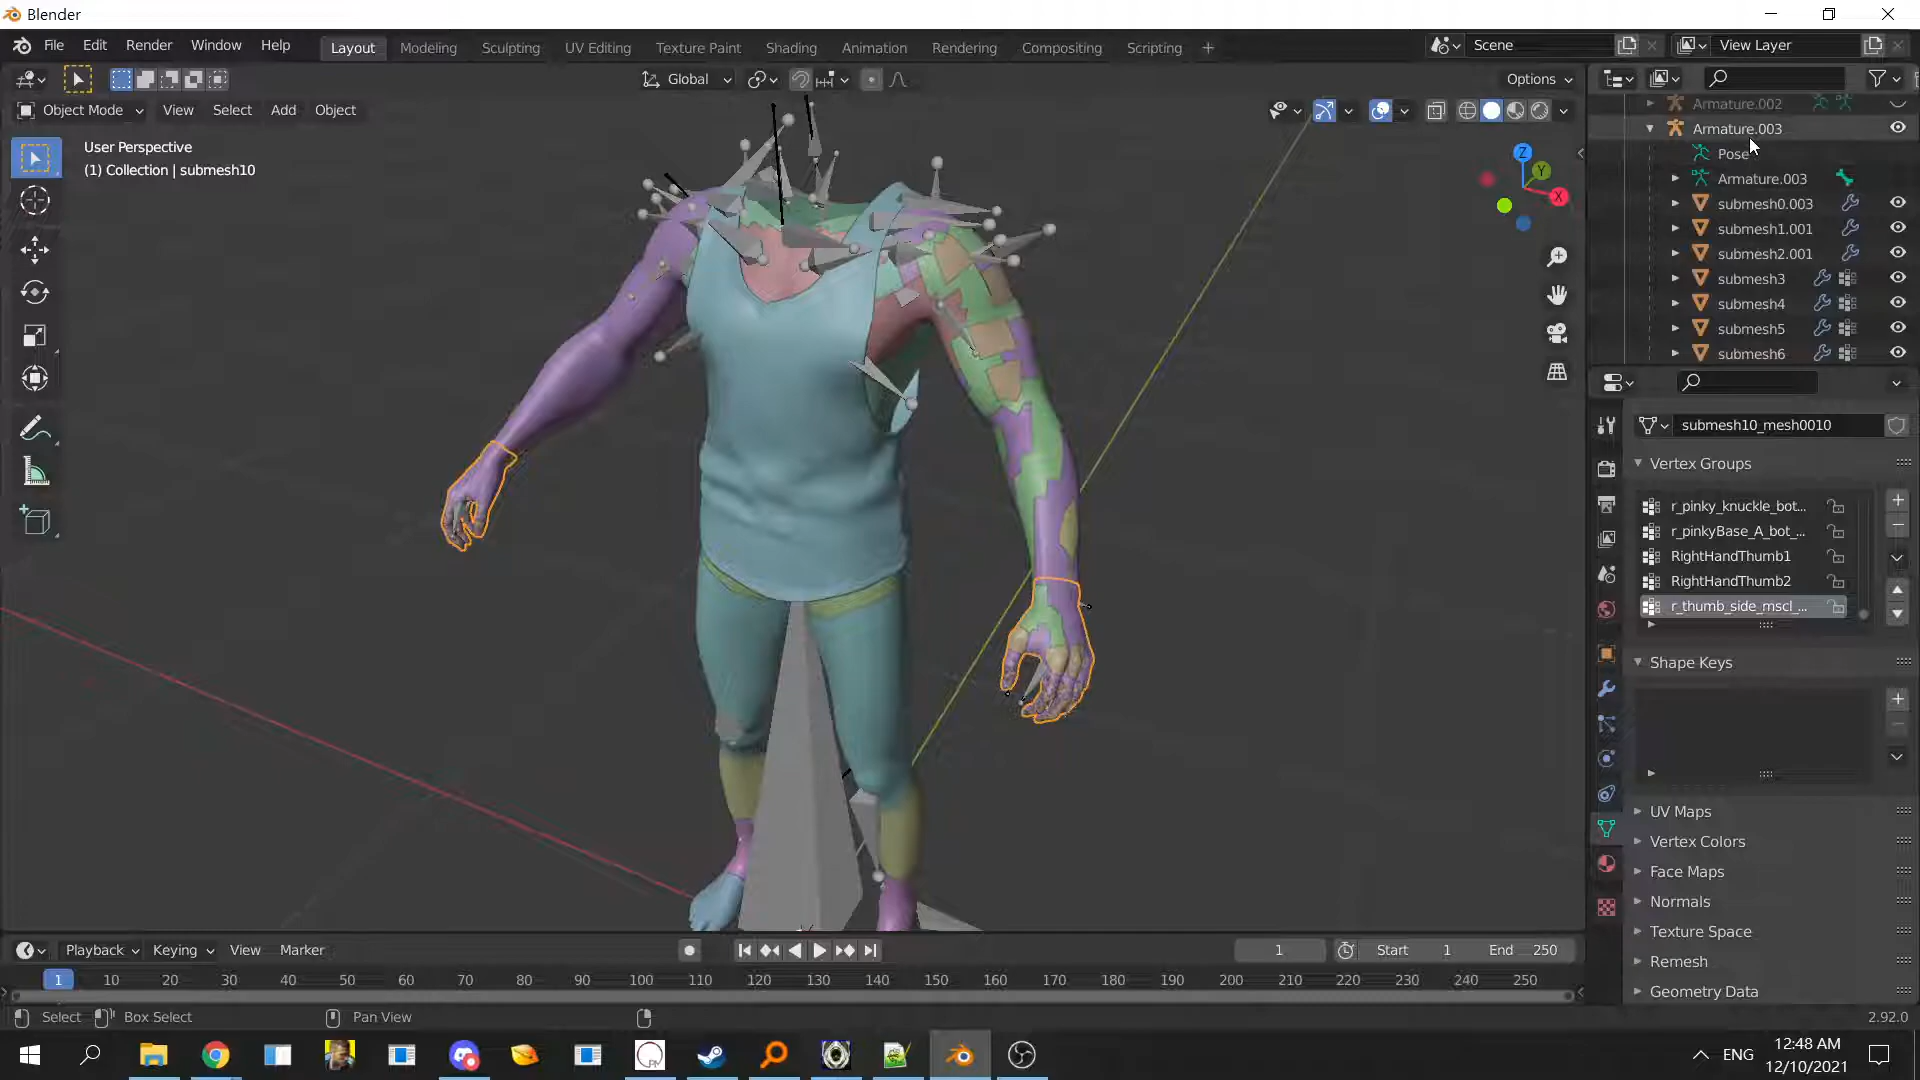 Blender
File Edit Render Window Help Layout Modeling Sculpting UV Editing Texture Paint Shading Animation Rendering Compositing Scripting + Scene View Layer
Global Options
Object Mode View Select Add Object
User Perspective
(1) Collection | submesh10
Z
Y
X
Armature.002
Armature.003
Pose
Armature.003
submesh0.003
submesh1.001
submesh2.001
submesh3
submesh4
submesh5
submesh6
submesh10_mesh0010
Vertex Groups
r_pinky_knuckle_bot...
r_pinkyBase_A_bot_...
RightHandThumb1
RightHandThumb2
r_thumb_side_mscl_...
Shape Keys
UV Maps
Vertex Colors
Face Maps
Normals
Texture Space
Remesh
Geometry Data
Playback Keying View Marker 1 Start 1 End 250
1 10 20 30 40 50 60 70 80 90 100 110 120 130 140 150 160 170 180 190 200 210 220 230 240 250
Select Box Select Pan View 2.92.0
ENG 12:48 AM
12/10/2021